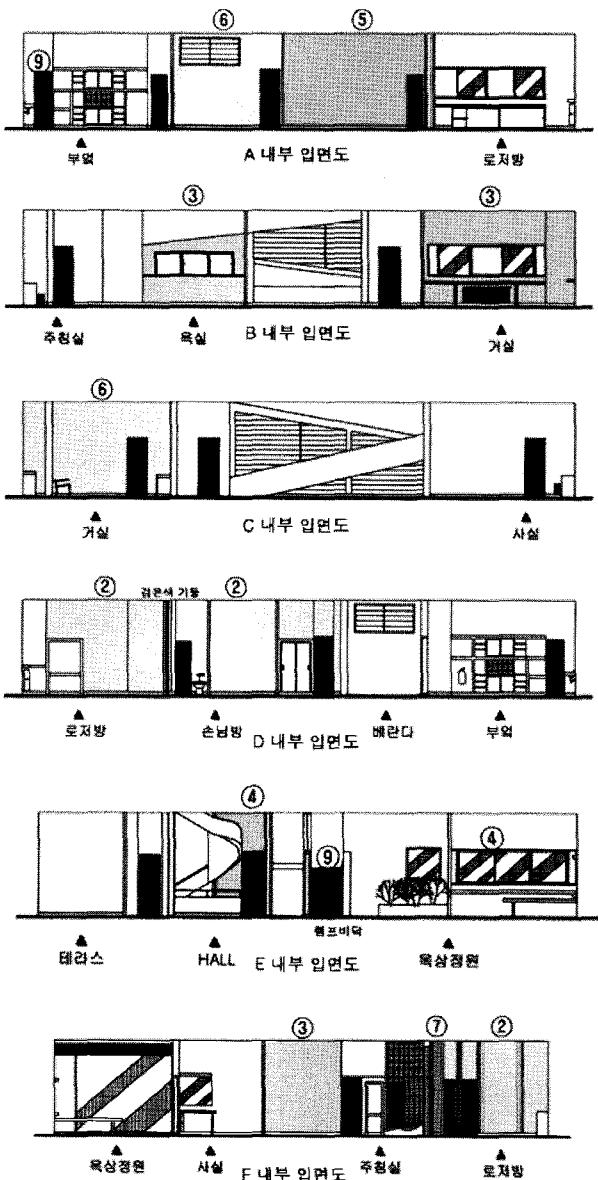 ⑥ ⑤
⑨
부엌 A 내부 입면도 로저방
③ ③
주침실 욕실 B 내부 입면도 거실
⑥
거실 C 내부 입면도 사실
② 검은색 기둥 ②
로저방 손님방 D 내부 입면도 베란다 부엌
④
④
⑨
램프바닥
테라스 HALL E 내부 입면도 옥상정원
③ ⑦ ②
옥상정원 사실 F 내부 입면도 주침실 로저방